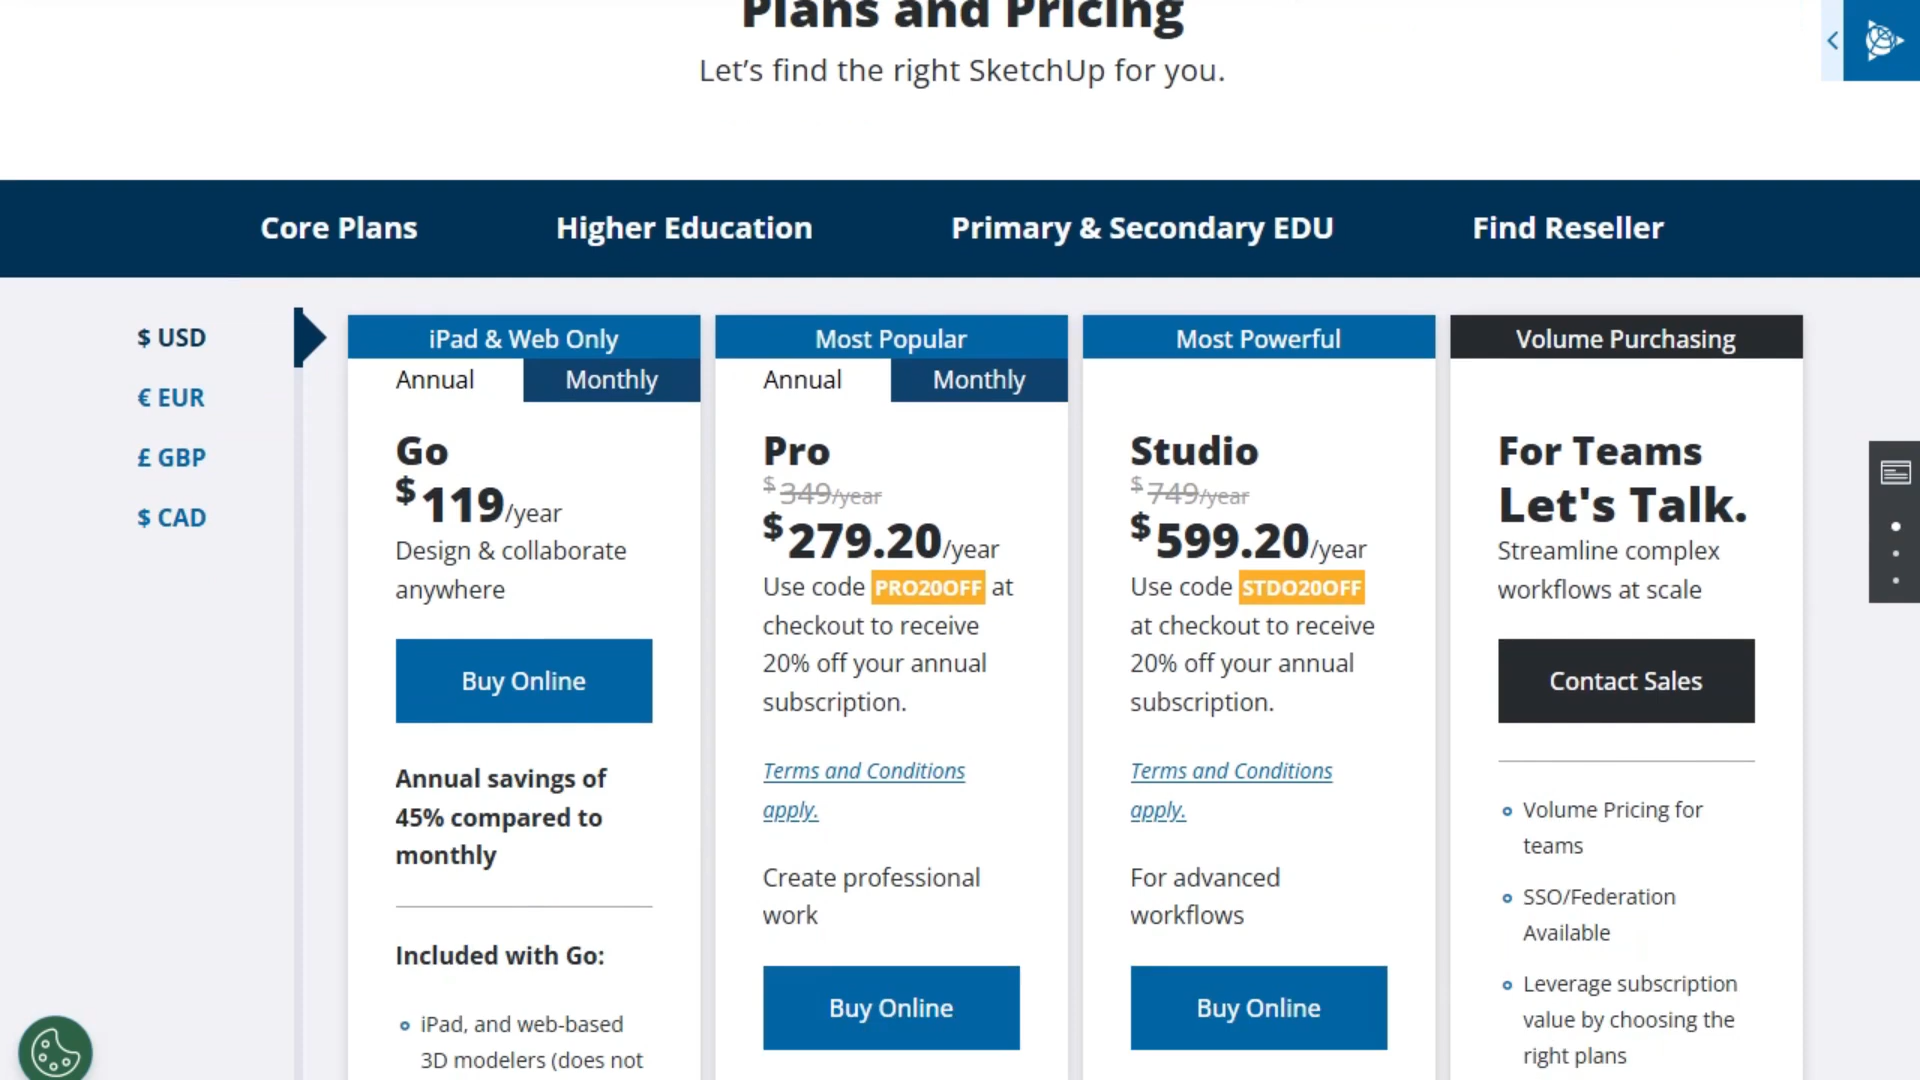 Plans and Pricing
Let's find the right SketchUp for you.
Core Plans
Higher Education
Primary & Secondary EDU
Find Reseller
$ USD
€ EUR
£ GBP
$ CAD
iPad & Web Only
Annual
Monthly
Go
$119/year
Design & collaborate
anywhere
Buy Online
Annual savings of
45% compared to
monthly
Included with Go:
iPad, and web-based
3D modelers (does not
Most Popular
Annual
Monthly
Pro
$349/year
$279.20/year
Use code PRO20OFF at
checkout to receive
20% off your annual
subscription.
Terms and Conditions
apply.
Create professional
work
Buy Online
Most Powerful
Studio
$749/year
$599.20/year
Use code STDO20OFF
at checkout to receive
20% off your annual
subscription.
Terms and Conditions
apply.
For advanced
workflows
Buy Online
Volume Purchasing
For Teams
Let's Talk.
Streamline complex
workflows at scale
Contact Sales
Volume Pricing for
teams
SSO/Federation
Available
Leverage subscription
value by choosing the
right plans